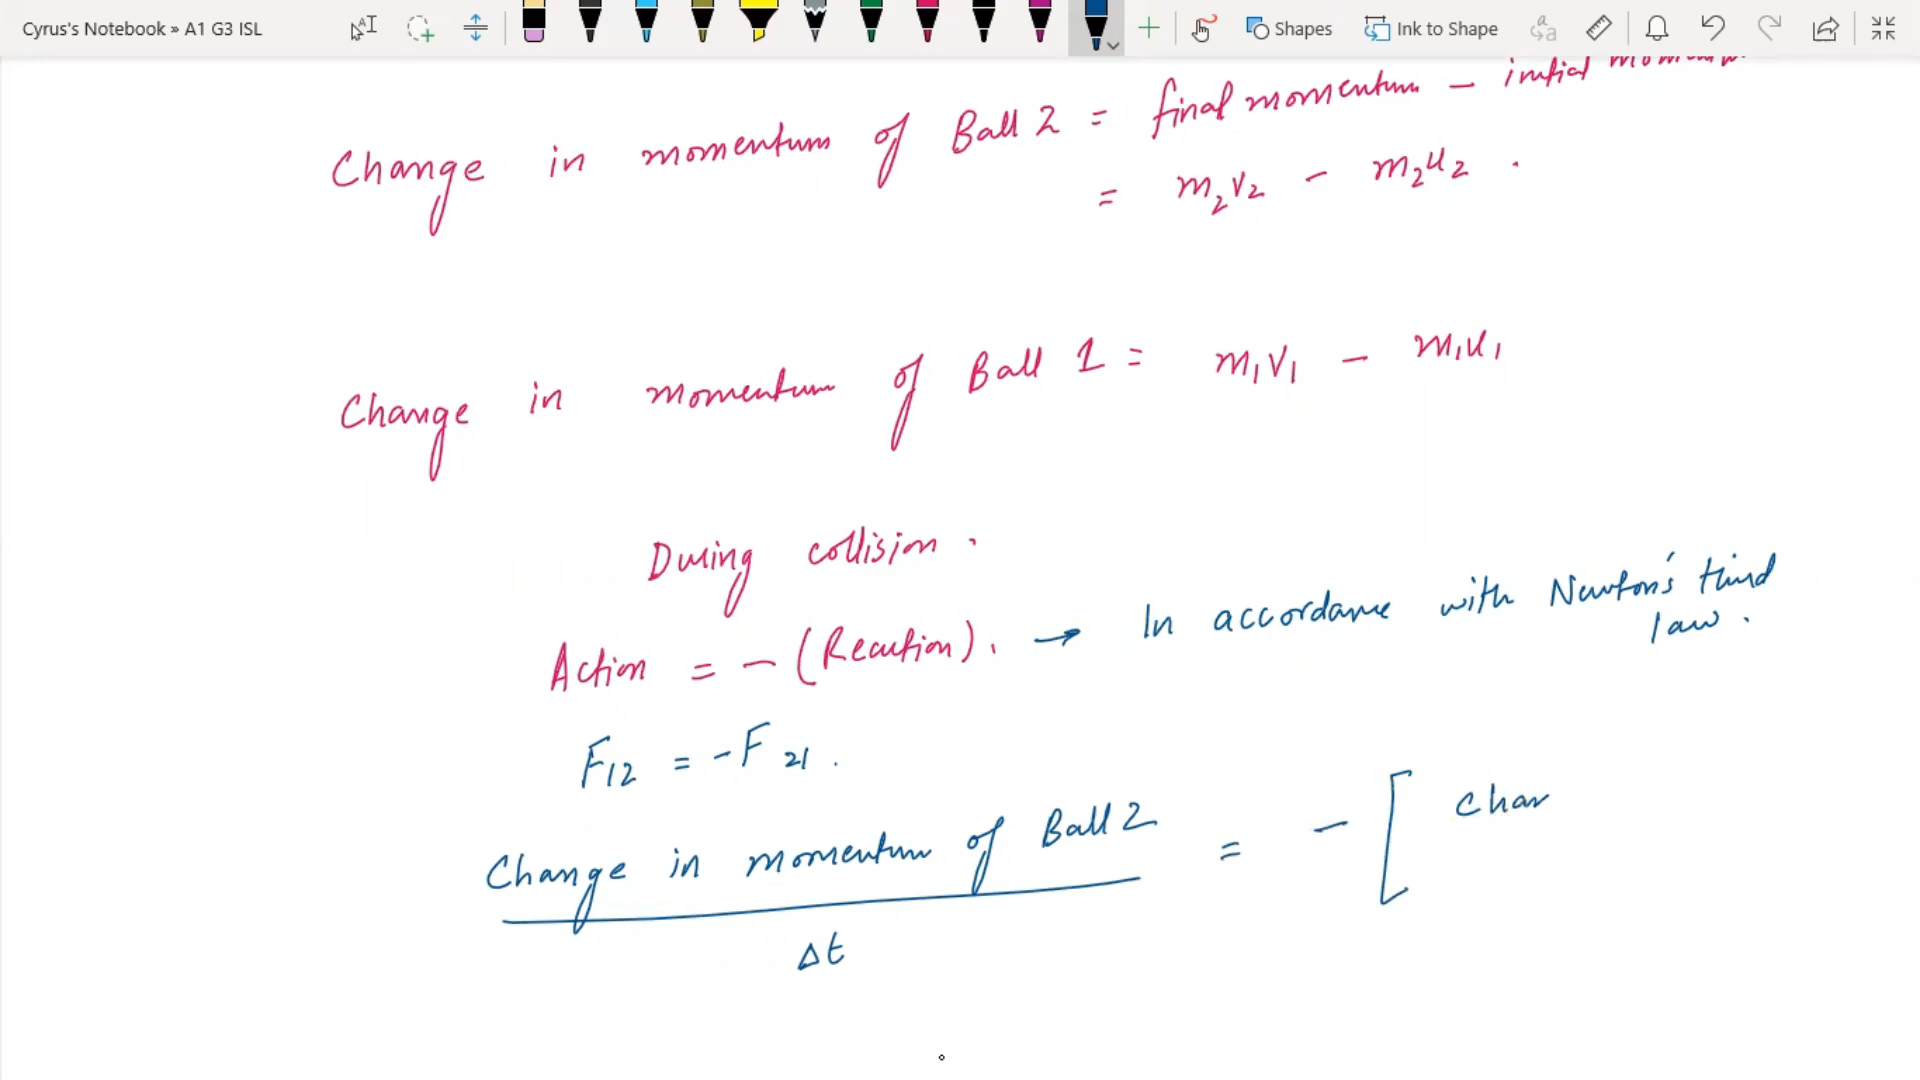 Cyrus's Notebook » A1 G3 ISL
Shapes
Ink to Shape
Change in momentum of Ball 2 = final momentum - initial
= m₂v₂ - m₂u₂ .
Change in momentum of Ball 1 = m₁v₁ - m₁u₁
During collision .
Action = - (Reaction). → In accordance with Newton's third
law .
F₁₂ = -F ₂₁ .
Change in momentum of Ball 2 = - [ Chan
Δt